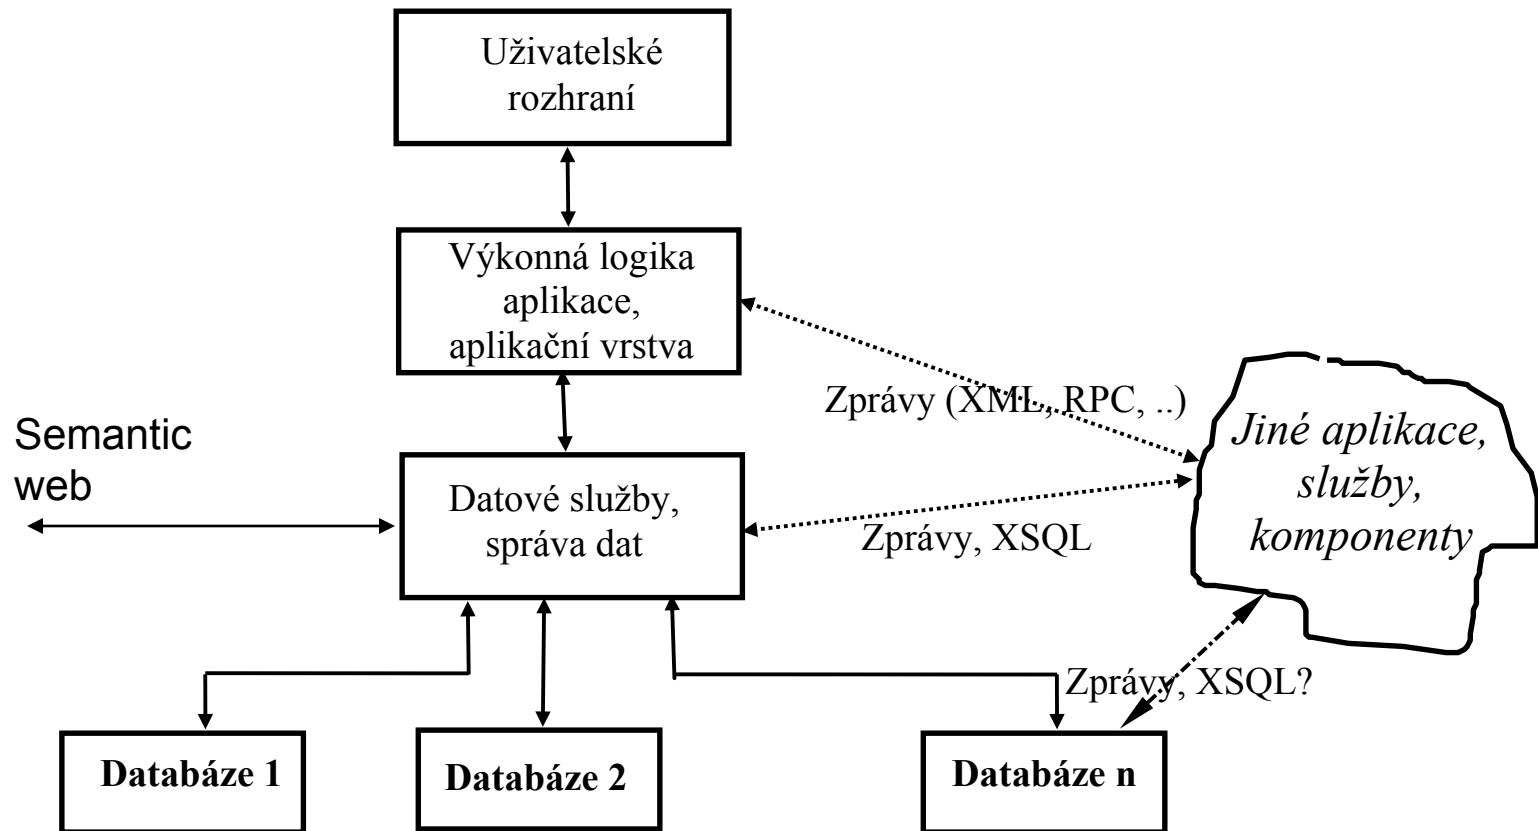 Uživatelské
rozhraní
Výkonná logika
aplikace,
aplikační vrstva
Zprávy (XML, RPC, ..)
Semantic
web
Jiné aplikace,
služby,
komponenty
Datové služby,
správa dat
Zprávy, XSQL
Zprávy, XSQL?
Databáze 1
Databáze 2
Databáze n